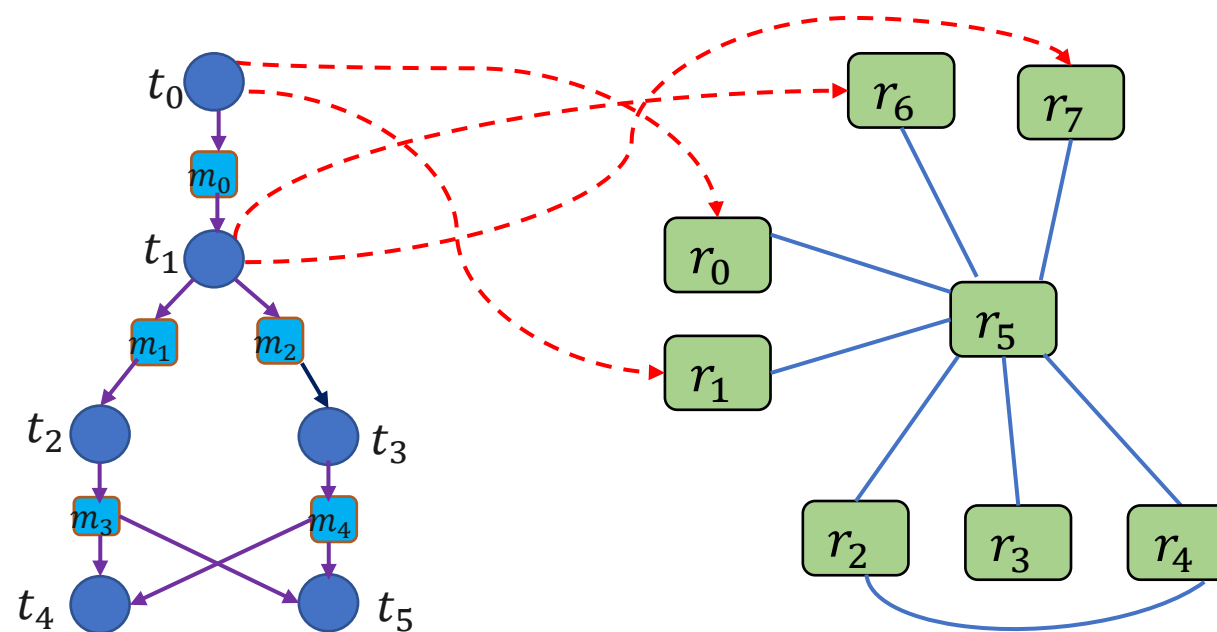 t₀
m₀
t₁
m₁
m₂
t₂
t₃
m₃
m₄
t₄
t₅
r₆
r₇
r₀
r₅
r₁
r₂
r₃
r₄